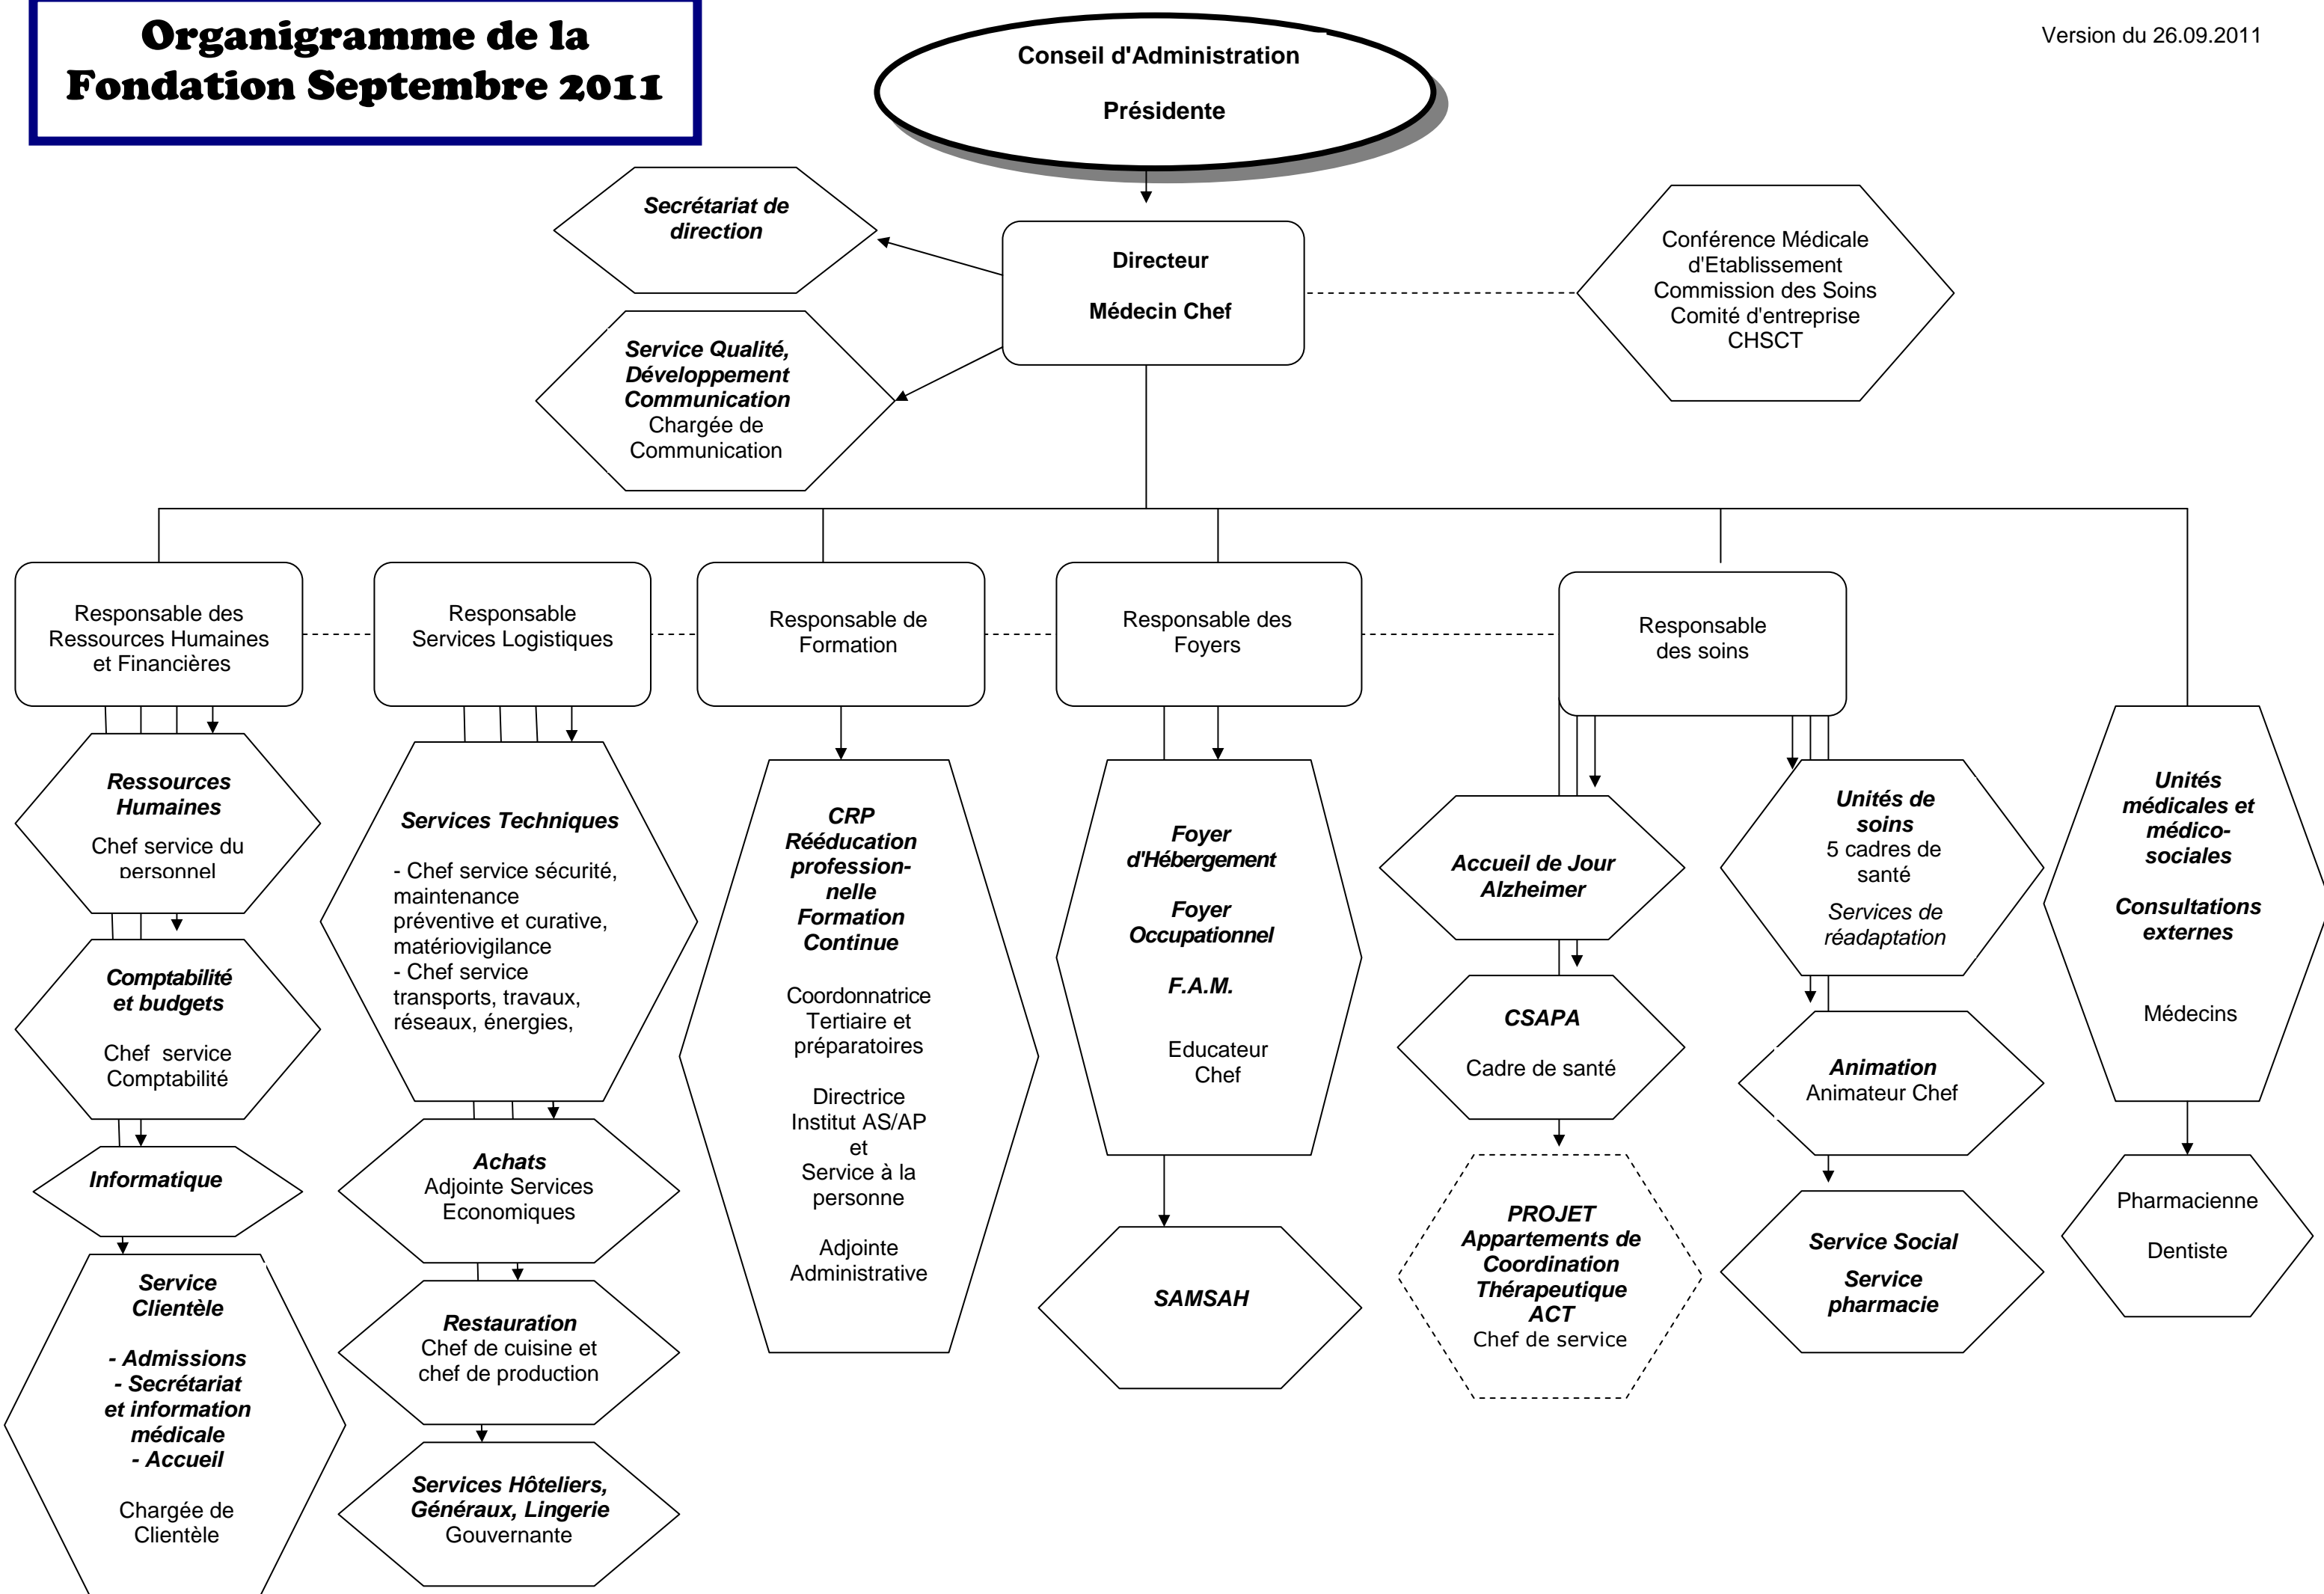 Organigramme de la
Fondation Septembre 2011
Conseil d'Administration
Présidente
Version du 26.09.2011
Secrétariat de
direction
Directeur
Médecin Chef
Conférence Médicale
d'Etablissement
Commission des Soins
Comité d'entreprise
CHSCT
Service Qualité,
Développement
Communication
Chargée de
Communication
Responsable des
Ressources Humaines
et Financières
Responsable
Services Logistiques
Responsable de
Formation
Responsable des
Foyers
Responsable
des soins
Ressources
Humaines
Chef service du
personnel
Comptabilité
et budgets
Chef service
Comptabilité
Informatique
Service
Clientèle
- Admissions
- Secrétariat
et information
médicale
- Accueil
Chargée de
Clientèle
Services Techniques
- Chef service sécurité,
maintenance
préventive et curative,
matériovigilance
- Chef service
transports, travaux,
réseaux, énergies,
Achats
Adjointe Services
Economiques
Restauration
Chef de cuisine et
chef de production
Services Hôteliers,
Généraux, Lingerie
Gouvernante
CRP
Rééducation
profession-
nelle
Formation
Continue
Coordonnatrice
Tertiaire et
préparatoires
Directrice
Institut AS/AP
et
Service à la
personne
Adjointe
Administrative
Foyer
d'Hébergement
Foyer
Occupationnel
F.A.M.
Educateur
Chef
SAMSAH
Accueil de Jour
Alzheimer
CSAPA
Cadre de santé
PROJET
Appartements de
Coordination
Thérapeutique
ACT
Chef de service
Unités de
soins
5 cadres de
santé
Services de
réadaptation
Animation
Animateur Chef
Service Social
Service
pharmacie
Unités
médicales et
médico-
sociales
Consultations
externes
Médecins
Pharmacienne
Dentiste